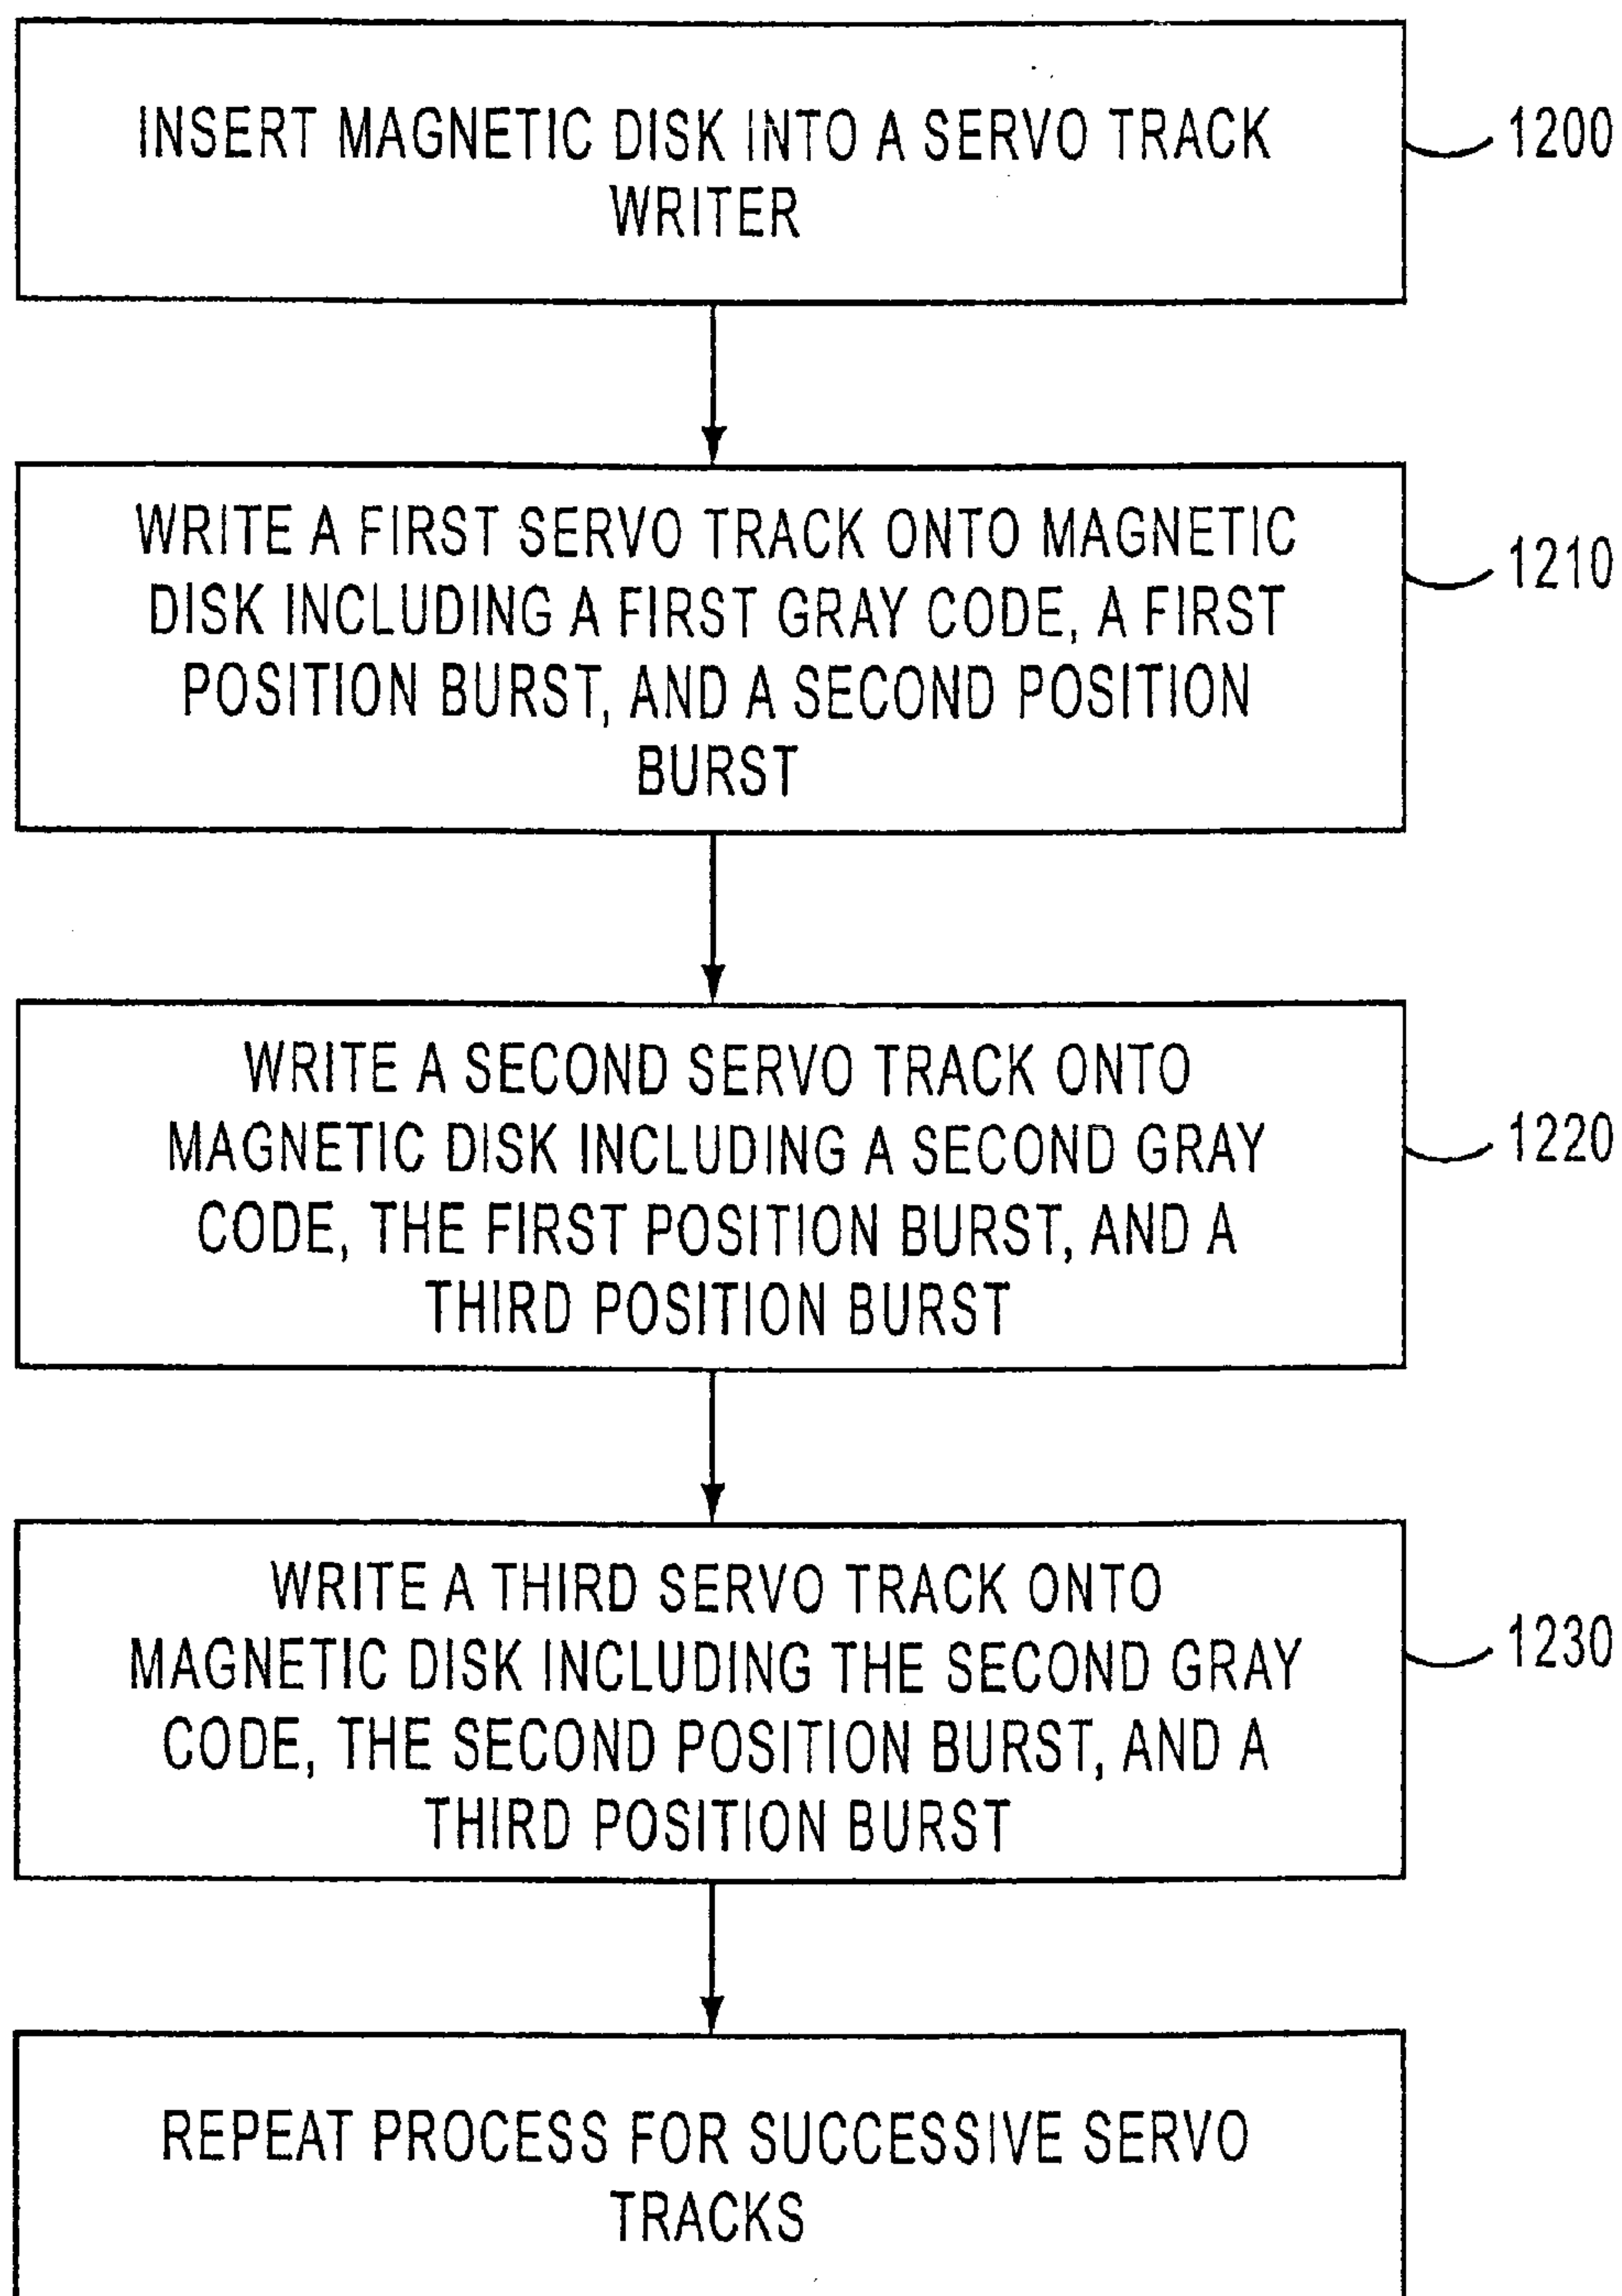 INSERT MAGNETIC DISK INTO A SERVO TRACK
WRITER
1200
WRITE A FIRST SERVO TRACK ONTO MAGNETIC
DISK INCLUDING A FIRST GRAY CODE, A FIRST
POSITION BURST, AND A SECOND POSITION
BURST
1210
WRITE A SECOND SERVO TRACK ONTO
MAGNETIC DISK INCLUDING A SECOND GRAY
CODE, THE FIRST POSITION BURST, AND A
THIRD POSITION BURST
1220
WRITE A THIRD SERVO TRACK ONTO
MAGNETIC DISK INCLUDING THE SECOND GRAY
CODE, THE SECOND POSITION BURST, AND A
THIRD POSITION BURST
1230
REPEAT PROCESS FOR SUCCESSIVE SERVO
TRACKS